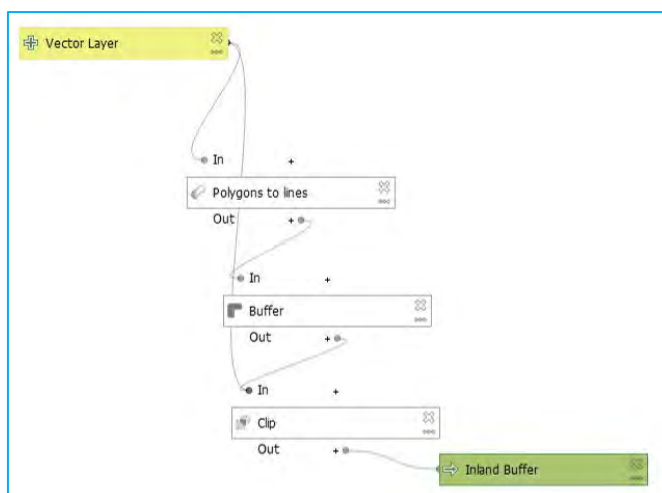 Vector Layer
In
Polygons to lines
Out
In
Buffer
Out
In
Clip
Out
Inland Buffer